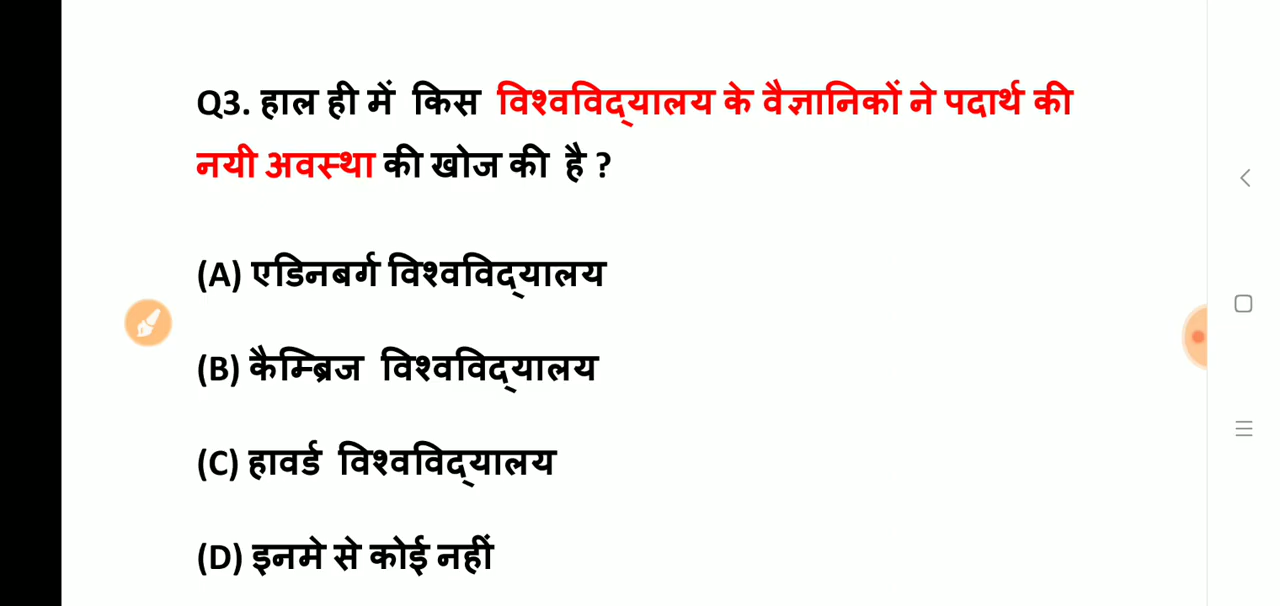 Q3. हाल ही में किस विश्वविद्यालय के वैज्ञानिकों ने पदार्थ की
नयी अवस्था की खोज की है ?
(A) एडिनबर्ग विश्वविद्यालय
(B) कैम्ब्रिज विश्वविद्यालय
(C) हावर्ड विश्वविद्यालय
(D) इनमे से कोई नहीं